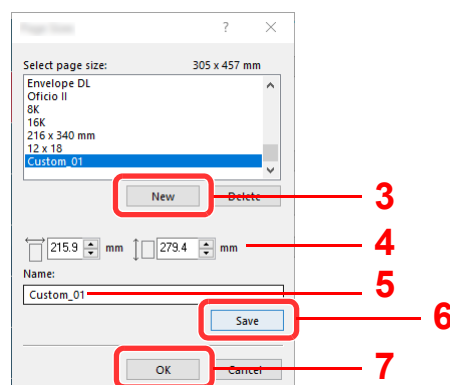 ?
Select page size: 305 x 457 mm
Envelope DL
Oficio II
8K
16K
216 x 340 mm
12 x 18
Custom_01
New Delete 3
215.9 mm 279.4 mm 4
Name:
Custom_01 5
Save 6
OK Cancel 7